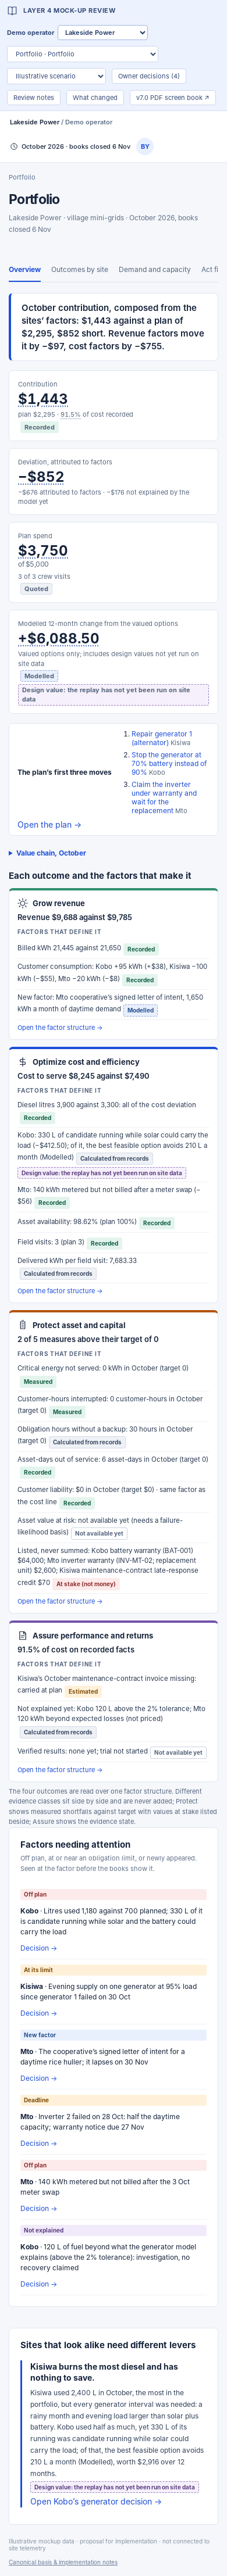 LAYER 4 MOCK-UP REVIEW
Demo operator Lakeside Power
Portfolio · Portfolio
Illustrative scenario Owner decisions (4)
Review notes What changed v7.0 PDF screen book ↗
Lakeside Power / Demo operator
October 2026 · books closed 6 Nov BY
Portfolio
Portfolio
Lakeside Power · village mini-grids · October 2026, books
closed 6 Nov
Overview Outcomes by site Demand and capacity Act fi
October contribution, composed from the
sites' factors: $1,443 against a plan of
$2,295, $852 short. Revenue factors move
it by −$97, cost factors by −$755.
Contribution
$1,443
plan $2,295 · 91.5% of cost recorded
Recorded
Deviation, attributed to factors
−$852
−$676 attributed to factors · −$176 not explained by the
model yet
Plan spend
$3,750
of $5,000
3 of 3 crew visits
Quoted
Modelled 12-month change from the valued options
+$6,088.50
Valued options only; includes design values not yet run on
site data
Modelled
Design value: the replay has not yet been run on site
data
The plan's first three moves
1. Repair generator 1
(alternator) Kisiwa
2. Stop the generator at
70% battery instead of
90% Kobo
3. Claim the inverter
under warranty and
wait for the
replacement Mto
Open the plan →
▸ Value chain, October
Each outcome and the factors that make it
Grow revenue
Revenue $9,688 against $9,785
FACTORS THAT DEFINE IT
Billed kWh 21,445 against 21,650 Recorded
Customer consumption: Kobo +95 kWh (+$38), Kisiwa −100
kWh (−$55), Mto −20 kWh (−$8) Recorded
New factor: Mto cooperative's signed letter of intent, 1,650
kWh a month of daytime demand Modelled
Open the factor structure →
Optimize cost and efficiency
Cost to serve $8,245 against $7,490
FACTORS THAT DEFINE IT
Diesel litres 3,900 against 3,300: all of the cost deviation
Recorded
Kobo: 330 L of candidate running while solar could carry the
load (−$412.50); of it, the best feasible option avoids 210 L a
month (Modelled) Calculated from records
Design value: the replay has not yet been run on site data
Mto: 140 kWh metered but not billed after a meter swap (−
$56) Recorded
Asset availability: 98.62% (plan 100%) Recorded
Field visits: 3 (plan 3) Recorded
Delivered kWh per field visit: 7,683.33
Calculated from records
Open the factor structure →
Protect asset and capital
2 of 5 measures above their target of 0
FACTORS THAT DEFINE IT
Critical energy not served: 0 kWh in October (target 0)
Measured
Customer-hours interrupted: 0 customer-hours in October
(target 0) Measured
Obligation hours without a backup: 30 hours in October
(target 0) Calculated from records
Asset-days out of service: 6 asset-days in October (target 0)
Recorded
Customer liability: $0 in October (target $0) · same factor as
the cost line Recorded
Asset value at risk: not available yet (needs a failure-
likelihood basis) Not available yet
Listed, never summed: Kobo battery warranty (BAT-001)
$64,000; Mto inverter warranty (INV-MT-02; replacement
unit) $2,600; Kisiwa maintenance-contract late-response
credit $70 At stake (not money)
Open the factor structure →
Assure performance and returns
91.5% of cost on recorded facts
FACTORS THAT DEFINE IT
Kisiwa's October maintenance-contract invoice missing:
carried at plan Estimated
Not explained yet: Kobo 120 L above the 2% tolerance; Mto
120 kWh beyond expected losses (not priced)
Calculated from records
Verified results: none yet; trial not started Not available yet
Open the factor structure →
The four outcomes are read over one factor structure. Different
evidence classes sit side by side and are never added; Protect
shows measured shortfalls against target with values at stake listed
beside; Assure shows the evidence state.
Factors needing attention
Off plan, at or near an obligation limit, or newly appeared.
Seen at the factor before the books show it.
Off plan
Kobo · Litres used 1,180 against 700 planned; 330 L of it
is candidate running while solar and the battery could
carry the load
Decision →
At its limit
Kisiwa · Evening supply on one generator at 95% load
since generator 1 failed on 30 Oct
Decision →
New factor
Mto · The cooperative's signed letter of intent for a
daytime rice huller; it lapses on 30 Nov
Decision →
Deadline
Mto · Inverter 2 failed on 28 Oct: half the daytime
capacity; warranty notice due 27 Nov
Decision →
Off plan
Mto · 140 kWh metered but not billed after the 3 Oct
meter swap
Decision →
Not explained
Kobo · 120 L of fuel beyond what the generator model
explains (above the 2% tolerance): investigation, no
recovery claimed
Decision →
Sites that look alike need different levers
Kisiwa burns the most diesel and has
nothing to save.
Kisiwa used 2,400 L in October, the most in the
portfolio, but every generator interval was needed: a
rainy month and evening load larger than solar plus
battery. Kobo used half as much, yet 330 L of its
running was candidate running while solar could
carry the load; of that, the best feasible option avoids
210 L a month (Modelled), worth $2,916 over 12
months.
Design value: the replay has not yet been run on site data
Open Kobo's generator decision →
Illustrative mockup data · proposal for implementation · not connected to
site telemetry
Canonical basis & implementation notes